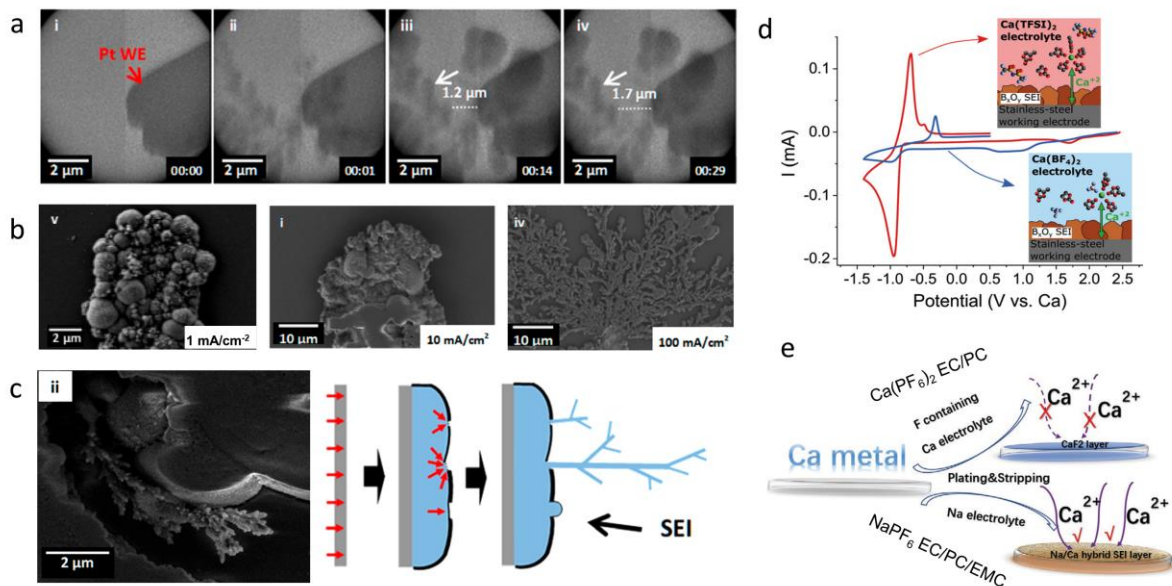 a
i
Pt WE
2 μm
00:00
ii
2 μm
00:01
iii
1.2 μm
2 μm
00:14
iv
1.7 μm
2 μm
00:29
b
v
2 μm
1 mA/cm⁻²
i
10 μm
10 mA/cm²
iv
10 μm
100 mA/cm²
c
ii
2 μm
SEI
d
I (mA)
0.1
0.0
-0.1
-0.2
-1.5 -1.0 -0.5 0.0 0.5 1.0 1.5 2.0 2.5
Potential (V vs. Ca)
Ca(TFSI)₂
electrolyte
Ca⁺²
BₓOᵧ SEI
Stainless-steel
working electrode
Ca(BF₄)₂
electrolyte
Ca⁺²
BₓOᵧ SEI
Stainless-steel
working electrode
e
Ca(PF₆)₂ EC/PC
F containing
Ca electrolyte
Ca metal
Plating&Stripping
Na electrolyte
NaPF₆ EC/PC/EMC
Ca²⁺
Ca²⁺
CaF2 layer
Ca²⁺
Ca²⁺
Na/Ca hybrid SEI layer